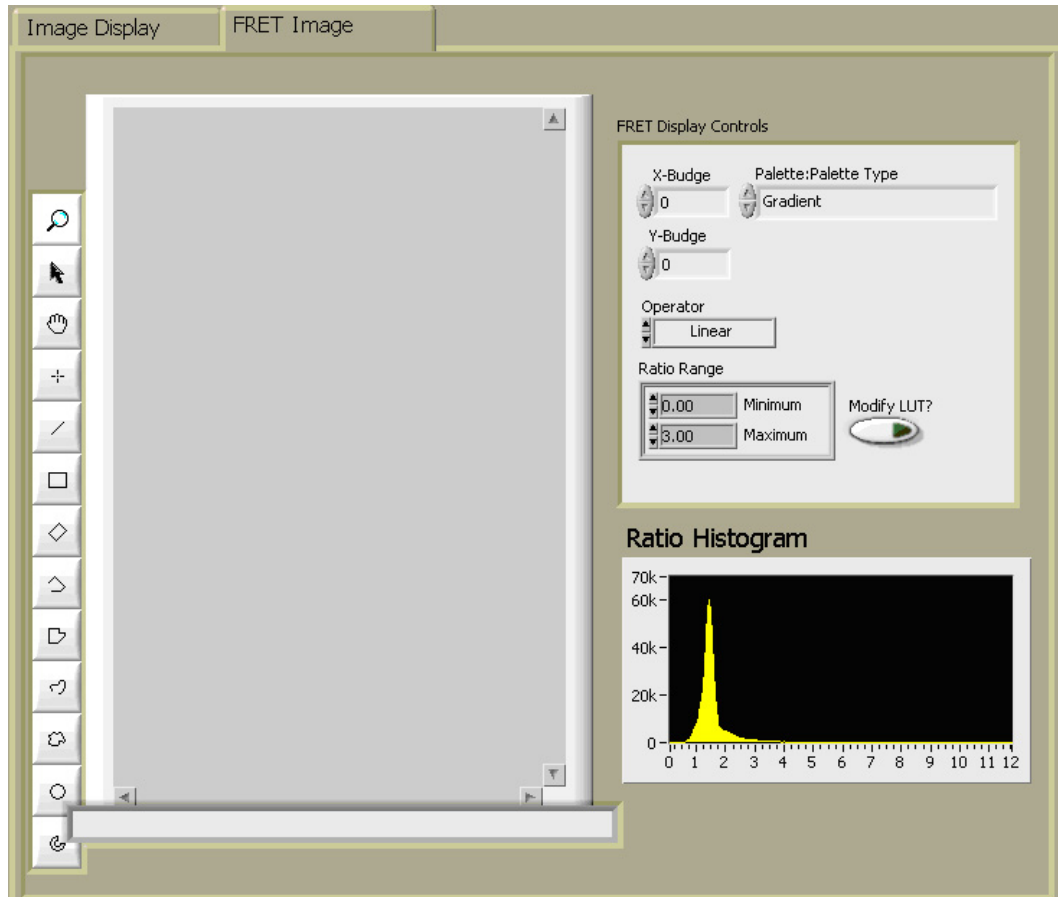 Image Display
FRET Image
FRET Display Controls
X-Budge
Palette:Palette Type
0
Gradient
Y-Budge
0
Operator
Linear
Ratio Range
0.00 Minimum
Modify LUT?
3.00 Maximum
Ratio Histogram
70k
60k
40k
20k
0
0 1 2 3 4 5 6 7 8 9 10 11 12